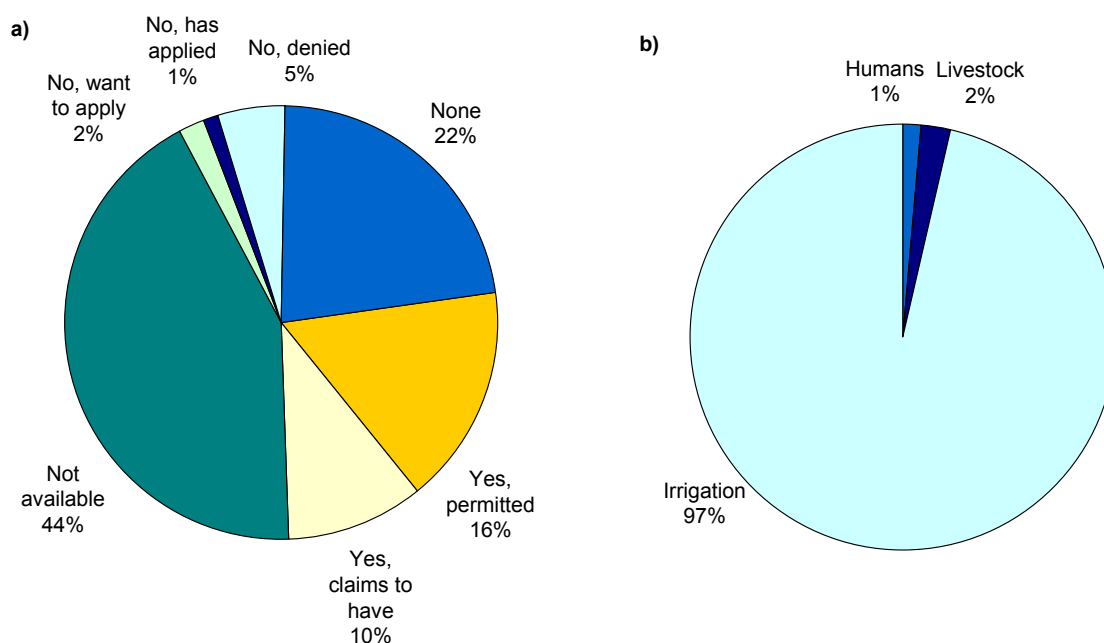 a)
No, has
applied
1%
No, denied
5%
No, want
to apply
2%
None
22%
Yes,
permitted
16%
Yes,
claims to
have
10%
Not
available
44%
b)
Humans
1%
Livestock
2%
Irrigation
97%